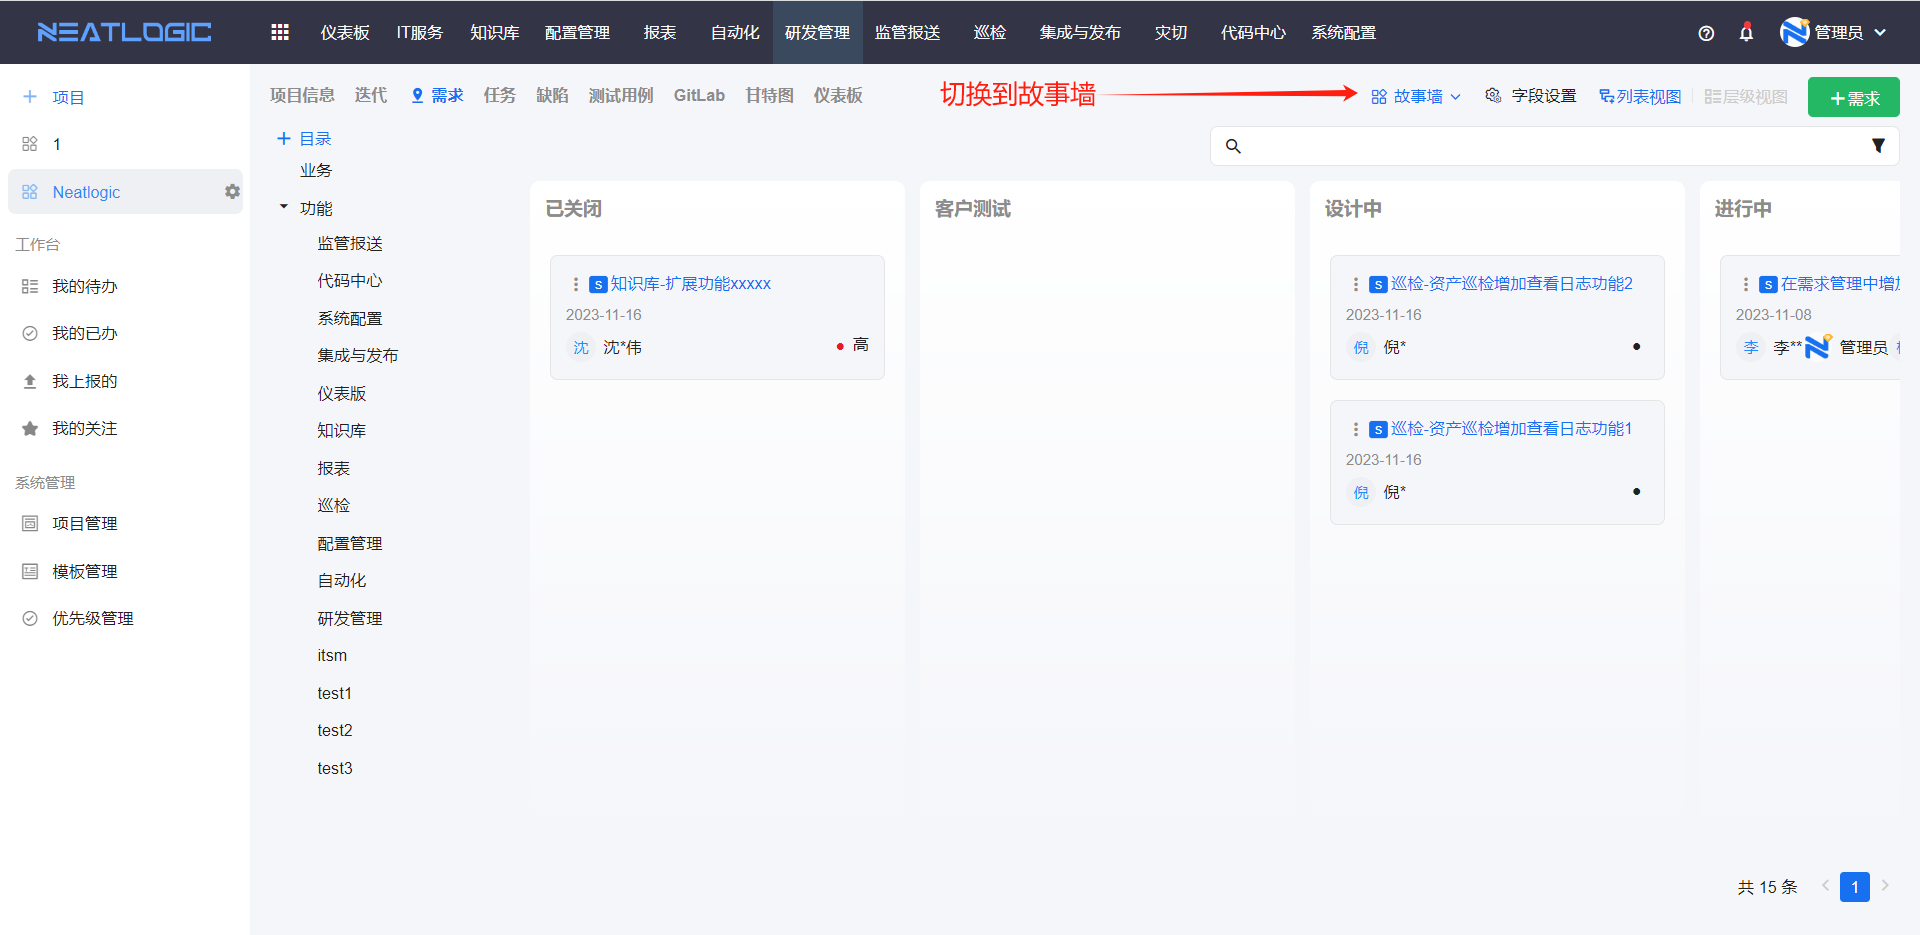 NEATLOGIC
仪表板 IT服务 知识库 配置管理 报表 自动化 研发管理 监管报送 巡检 集成与发布 灾切 代码中心 系统配置
管理员
项目
1
Neatlogic
工作台
我的待办
我的已办
我上报的
我的关注
系统管理
项目管理
模板管理
优先级管理
项目信息 迭代 需求 任务 缺陷 测试用例 GitLab 甘特图 仪表板
切换到故事墙
故事墙 字段设置 列表视图 层级视图 +需求
目录
业务
功能
监管报送
代码中心
系统配置
集成与发布
仪表版
知识库
报表
巡检
配置管理
自动化
研发管理
itsm
test1
test2
test3
已关闭
S 知识库-扩展功能xxxxx
2023-11-16
沈 沈*伟 高
客户测试
设计中
S 巡检-资产巡检增加查看日志功能2
2023-11-16
倪 倪*
S 巡检-资产巡检增加查看日志功能1
2023-11-16
倪 倪*
进行中
S 在需求管理中增
2023-11-08
李 李** 管理员
共 15 条 1